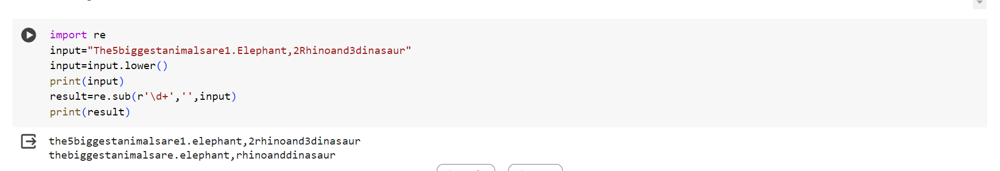 import re
input="The5biggestanimalsare1.Elephant,2Rhinoand3dinasaur"
input=input.lower()
print(input)
result=re.sub(r'\d+','',input)
print(result)
the5biggestanimalsare1.elephant,2rhinoand3dinasaur
thebiggestanimalsare.elephant,rhinoanddinasaur